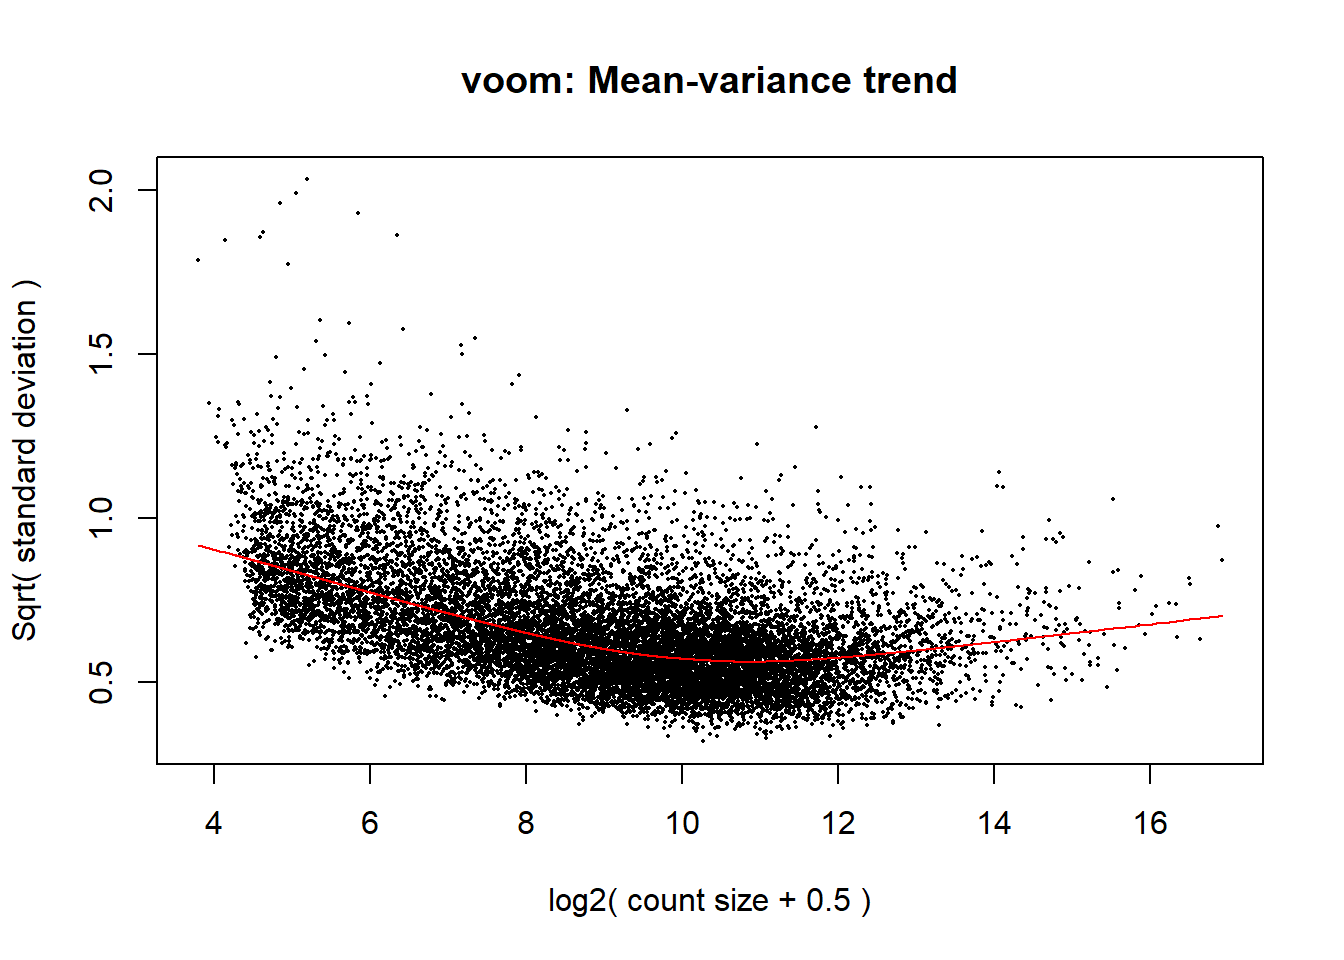 voom: Mean-variance trend
Sqrt( standard deviation )
2.0
1.5
1.0
0.5
4 6 8 10 12 14 16
log2( count size + 0.5 )